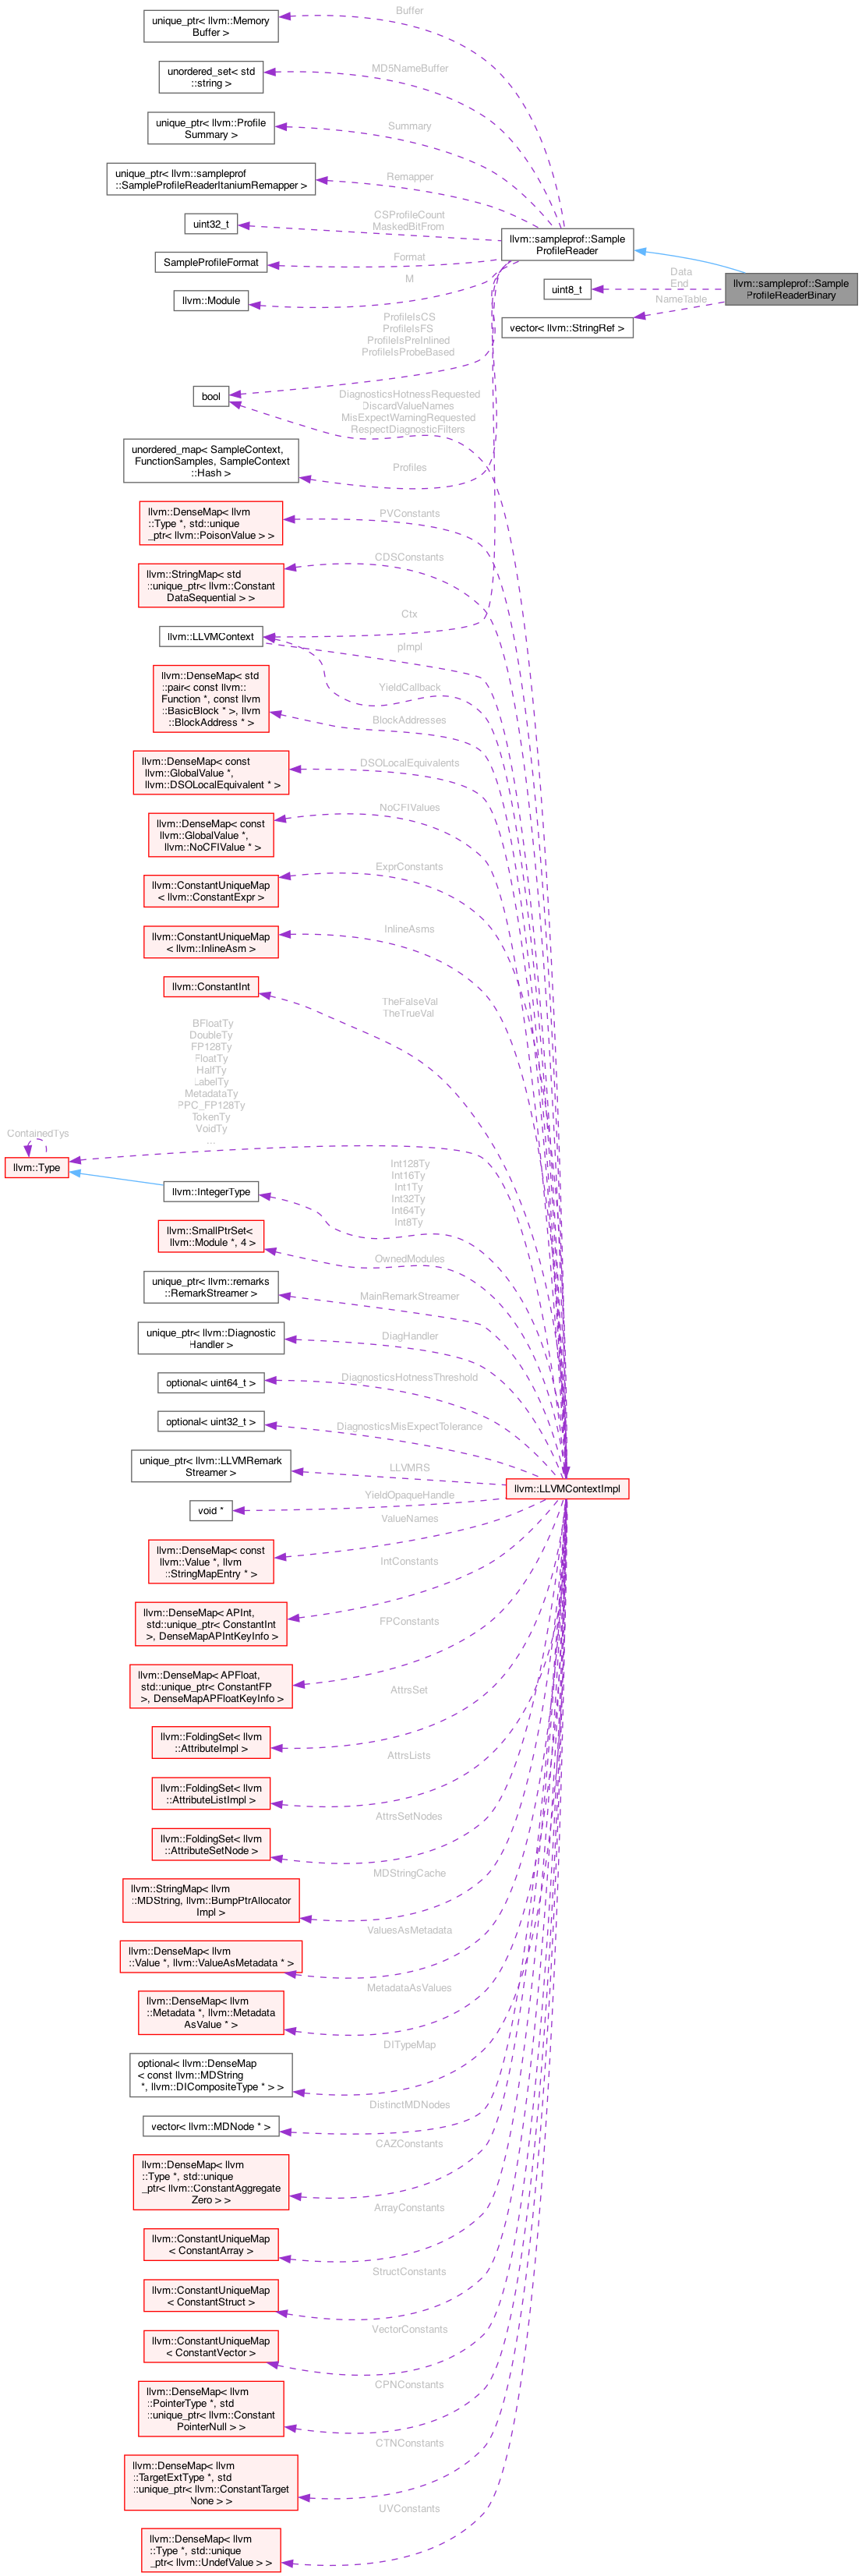 unique_ptr< llvm::Memory
Buffer >
Buffer
unordered_set< std
::string >
MD5NameBuffer
unique_ptr< llvm::Profile
Summary >
Summary
unique_ptr< llvm::sampleprof
::SampleProfileReaderItaniumRemapper >
Remapper
uint32_t
CSProfileCount
MaskedBitFrom
llvm::sampleprof::Sample
ProfileReader
SampleProfileFormat
Format
llvm::Module
M
uint8_t
Data
End
llvm::sampleprof::Sample
ProfileReaderBinary
vector< llvm::StringRef >
NameTable
ProfileIsCS
ProfileIsFS
ProfileIsPreInlined
ProfileIsProbeBased
bool
DiagnosticsHotnessRequested
DiscardValueNames
MisExpectWarningRequested
RespectDiagnosticFilters
unordered_map< SampleContext,
FunctionSamples, SampleContext
::Hash >
Profiles
llvm::DenseMap< llvm
::Type *, std::unique
_ptr< llvm::PoisonValue > >
PVConstants
llvm::StringMap< std
::unique_ptr< llvm::Constant
DataSequential > >
CDSConstants
llvm::LLVMContext
Ctx
pImpl
llvm::DenseMap< std
::pair< const llvm::
Function *, const llvm
::BasicBlock * >, llvm
::BlockAddress * >
YieldCallback
BlockAddresses
llvm::DenseMap< const
llvm::GlobalValue *,
llvm::DSOLocalEquivalent * >
DSOLocalEquivalents
llvm::DenseMap< const
llvm::GlobalValue *,
llvm::NoCFIValue * >
NoCFIValues
llvm::ConstantUniqueMap
< llvm::ConstantExpr >
ExprConstants
llvm::ConstantUniqueMap
< llvm::InlineAsm >
InlineAsms
llvm::ConstantInt
TheFalseVal
TheTrueVal
BFloatTy
DoubleTy
FP128Ty
FloatTy
HalfTy
LabelTy
MetadataTy
PPC_FP128Ty
TokenTy
VoidTy
...
ContainedTys
llvm::Type
llvm::IntegerType
Int128Ty
Int16Ty
Int1Ty
Int32Ty
Int64Ty
Int8Ty
llvm::SmallPtrSet<
llvm::Module *, 4 >
OwnedModules
unique_ptr< llvm::remarks
::RemarkStreamer >
MainRemarkStreamer
unique_ptr< llvm::Diagnostic
Handler >
DiagHandler
optional< uint64_t >
DiagnosticsHotnessThreshold
optional< uint32_t >
DiagnosticsMisExpectTolerance
unique_ptr< llvm::LLVMRemark
Streamer >
LLVMRS
llvm::LLVMContextImpl
void *
YieldOpaqueHandle
llvm::DenseMap< const
llvm::Value *, llvm
::StringMapEntry * >
ValueNames
llvm::DenseMap< APInt,
std::unique_ptr< ConstantInt
>, DenseMapAPIntKeyInfo >
IntConstants
llvm::DenseMap< APFloat,
std::unique_ptr< ConstantFP
>, DenseMapAPFloatKeyInfo >
FPConstants
llvm::FoldingSet< llvm
::AttributeImpl >
AttrsSet
llvm::FoldingSet< llvm
::AttributeListImpl >
AttrsLists
llvm::FoldingSet< llvm
::AttributeSetNode >
AttrsSetNodes
llvm::StringMap< llvm
::MDString, llvm::BumpPtrAllocator
Impl >
MDStringCache
llvm::DenseMap< llvm
::Value *, llvm::ValueAsMetadata * >
ValuesAsMetadata
llvm::DenseMap< llvm
::Metadata *, llvm::Metadata
AsValue * >
MetadataAsValues
optional< llvm::DenseMap
< const llvm::MDString
*, llvm::DICompositeType * > >
DITypeMap
vector< llvm::MDNode * >
DistinctMDNodes
llvm::DenseMap< llvm
::Type *, std::unique
_ptr< llvm::ConstantAggregate
Zero > >
CAZConstants
llvm::ConstantUniqueMap
< ConstantArray >
ArrayConstants
llvm::ConstantUniqueMap
< ConstantStruct >
StructConstants
llvm::ConstantUniqueMap
< ConstantVector >
VectorConstants
llvm::DenseMap< llvm
::PointerType *, std
::unique_ptr< llvm::Constant
PointerNull > >
CPNConstants
llvm::DenseMap< llvm
::TargetExtType *, std
::unique_ptr< llvm::ConstantTarget
None > >
CTNConstants
llvm::DenseMap< llvm
::Type *, std::unique
_ptr< llvm::UndefValue > >
UVConstants